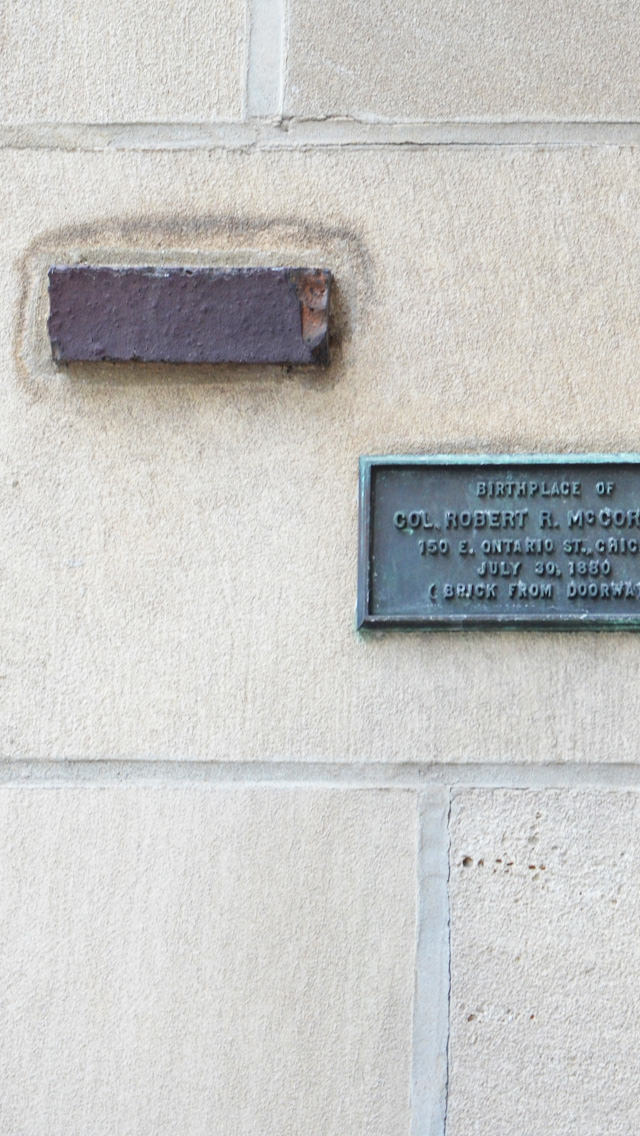 BIRTHPLACE OF
COL. ROBERT R. McCOR
150 E. ONTARIO ST., CHIC
JULY 30, 1880
(BRICK FROM DOORWA